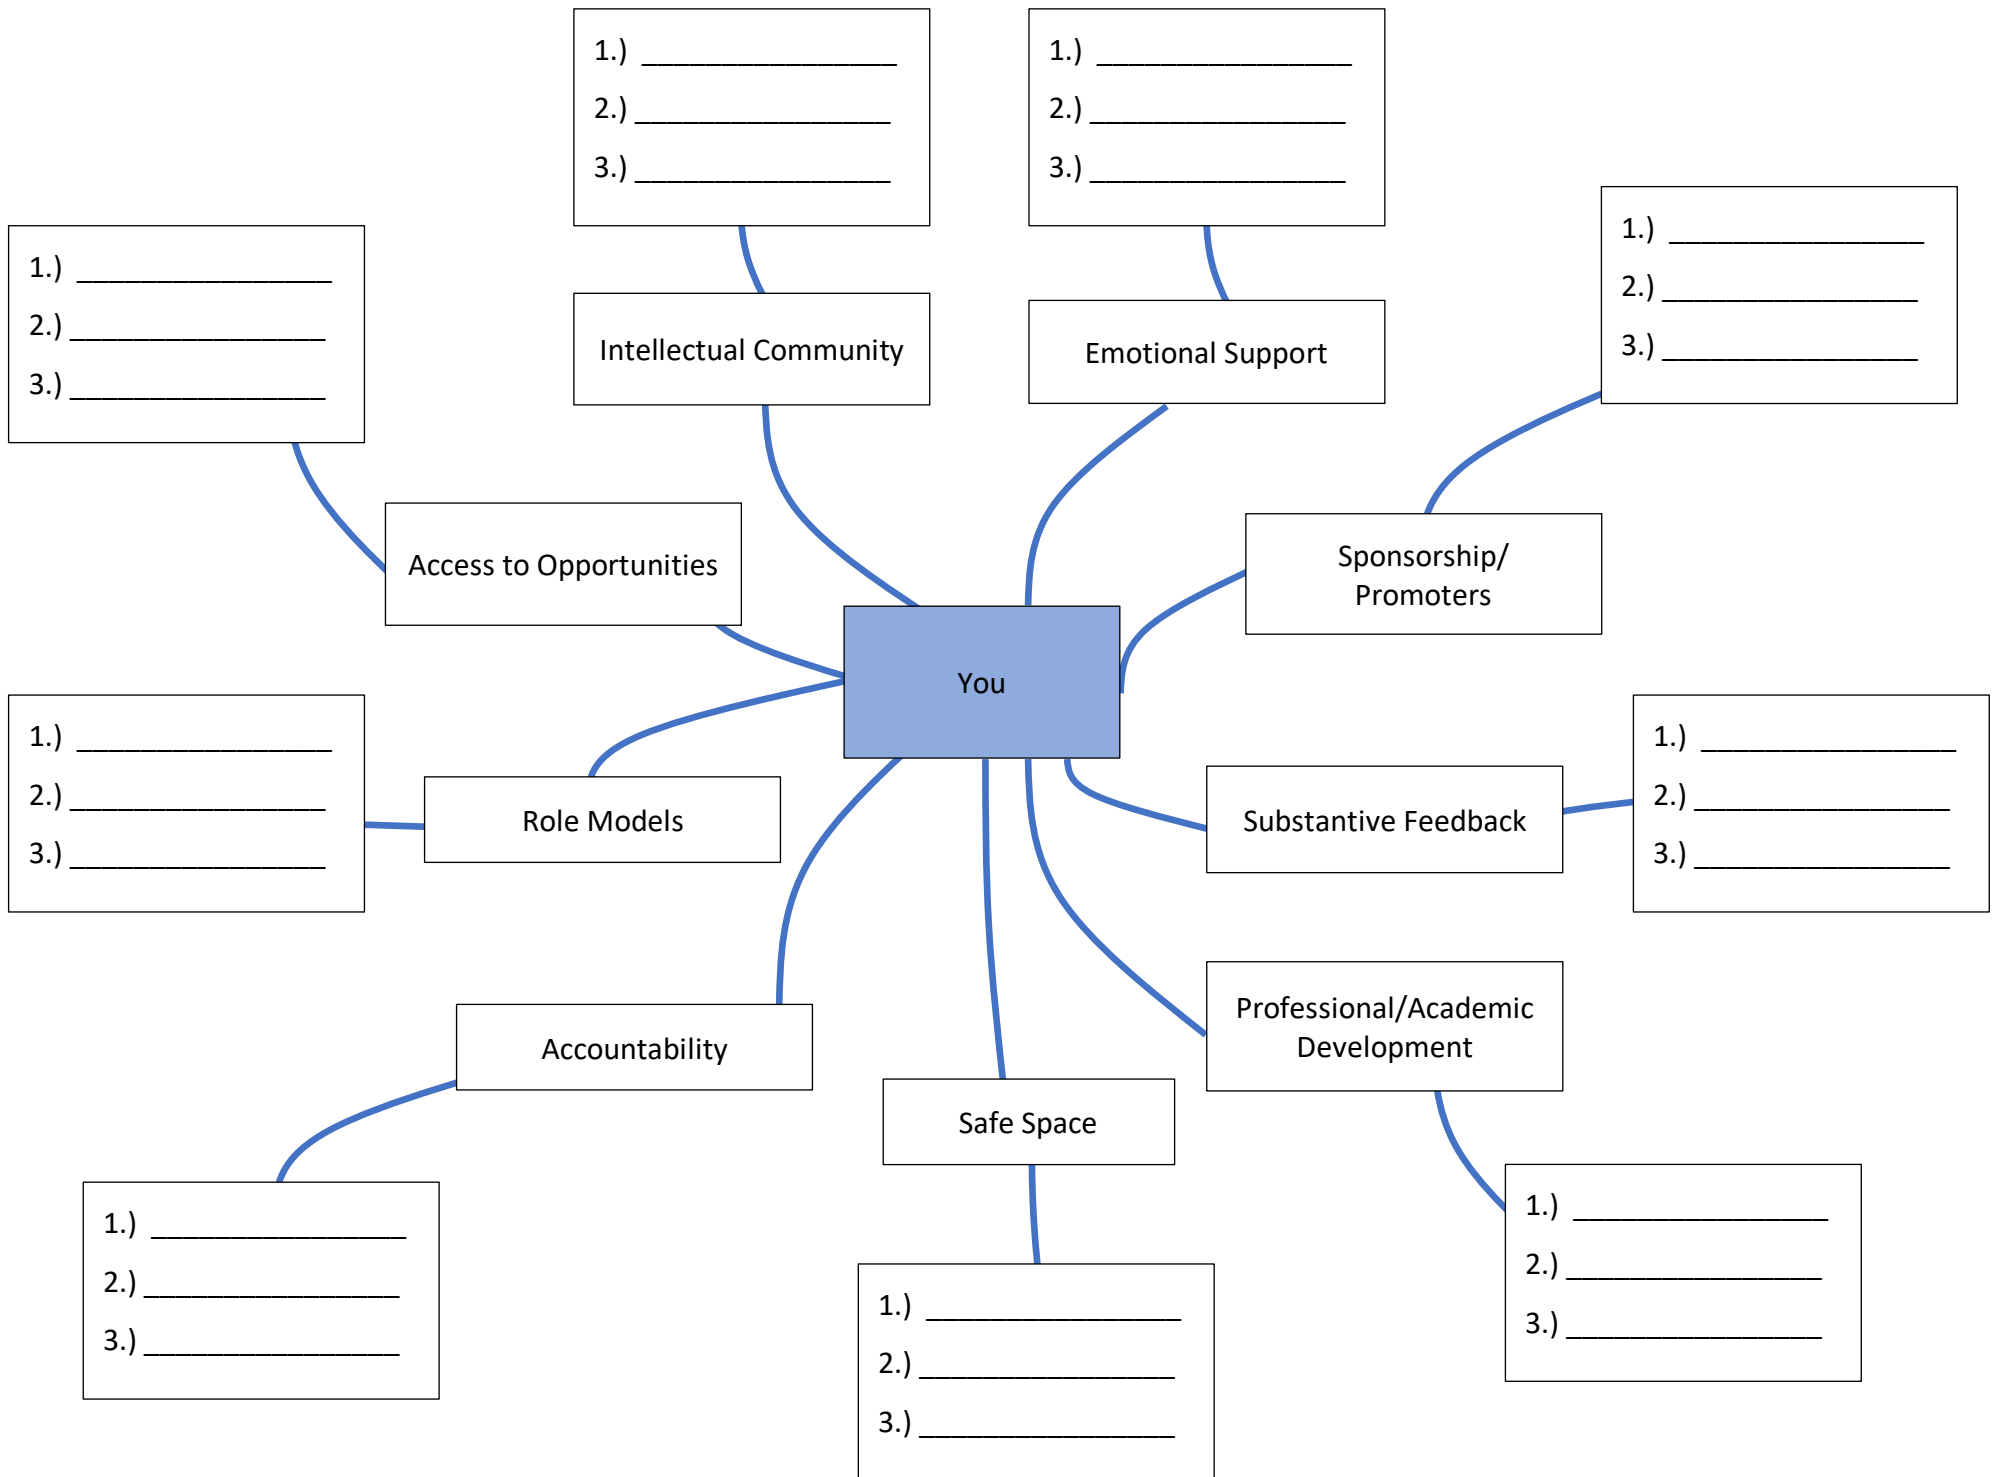 1.) ________________
2.) ________________
3.) ________________
1.) ________________
2.) ________________
3.) ________________
1.) ________________
2.) ________________
3.) ________________
1.) ________________
2.) ________________
3.) ________________
Intellectual Community
Emotional Support
Access to Opportunities
Sponsorship/
Promoters
You
1.) ________________
2.) ________________
3.) ________________
Role Models
Substantive Feedback
1.) ________________
2.) ________________
3.) ________________
Accountability
Professional/Academic
Development
Safe Space
1.) ________________
2.) ________________
3.) ________________
1.) ________________
2.) ________________
3.) ________________
1.) ________________
2.) ________________
3.) ________________